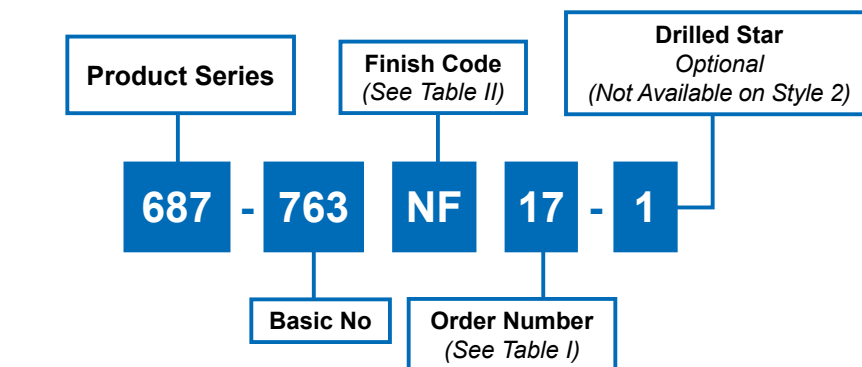 Product Series
Finish Code
(See Table II)
Drilled Star
Optional
(Not Available on Style 2)
687 - 763 NF 17 - 1
Basic No
Order Number
(See Table I)